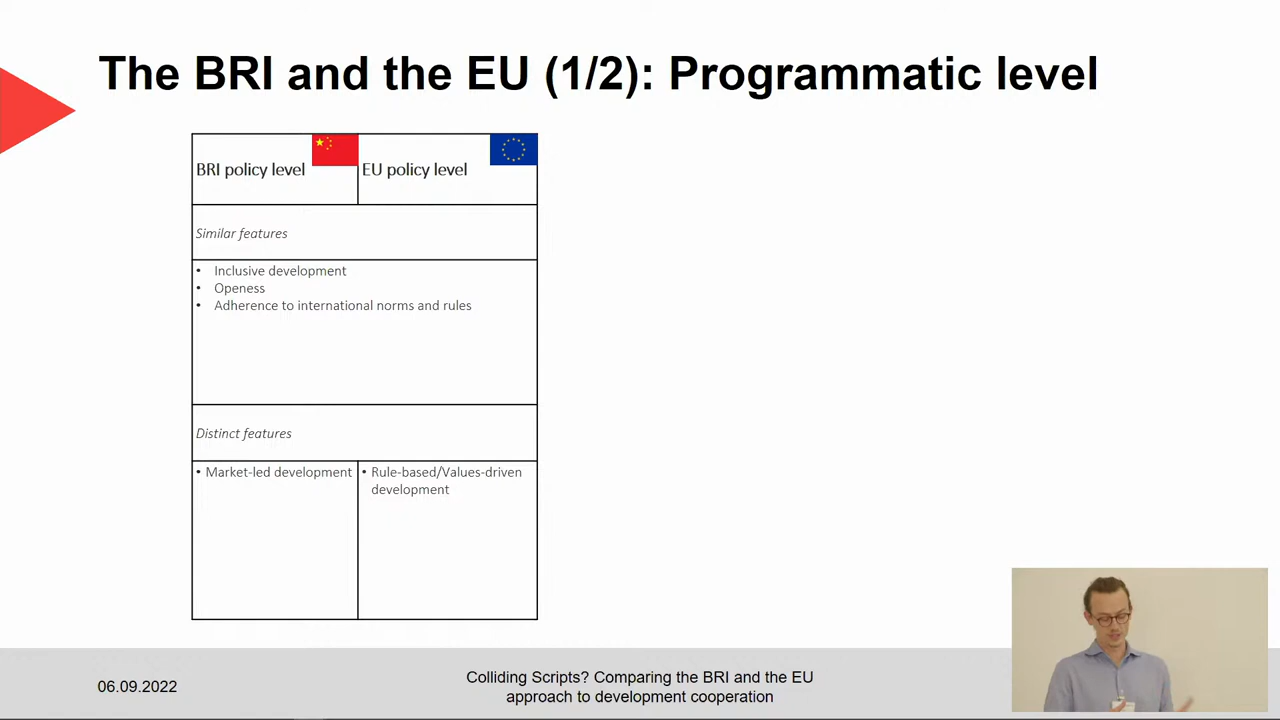 The BRI and the EU (1/2): Programmatic level
BRI policy level
EU policy level
Similar features
• Inclusive development
• Openess
• Adherence to international norms and rules
Distinct features
• Market-led development
• Rule-based/Values-driven
development
06.09.2022
Colliding Scripts? Comparing the BRI and the EU
approach to development cooperation